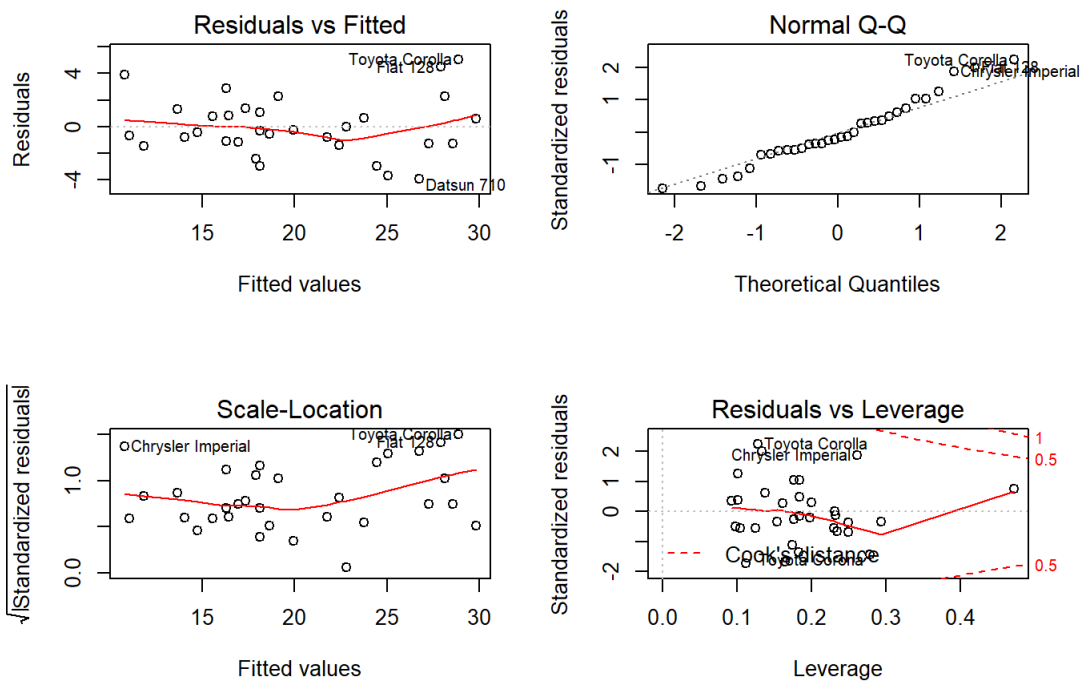 Residuals vs Fitted
Residuals
4
0
-4
Toyota Corolla
Fiat 128
Datsun 710
15
20
25
30
Fitted values
Normal Q-Q
Standardized residuals
2
1
-1
Toyota Corolla
Fiat 128
Chrysler Imperial
-2
-1
0
1
2
Theoretical Quantiles
Scale-Location
√|Standardized residuals|
1.0
0.0
Chrysler Imperial
Toyota Corolla
Fiat 128
15
20
25
30
Fitted values
Residuals vs Leverage
Standardized residuals
2
1
0
-2
Toyota Corolla
Chrysler Imperial
Cook's distance
Toyota Corona
1
0.5
0.5
0.0
0.1
0.2
0.3
0.4
Leverage